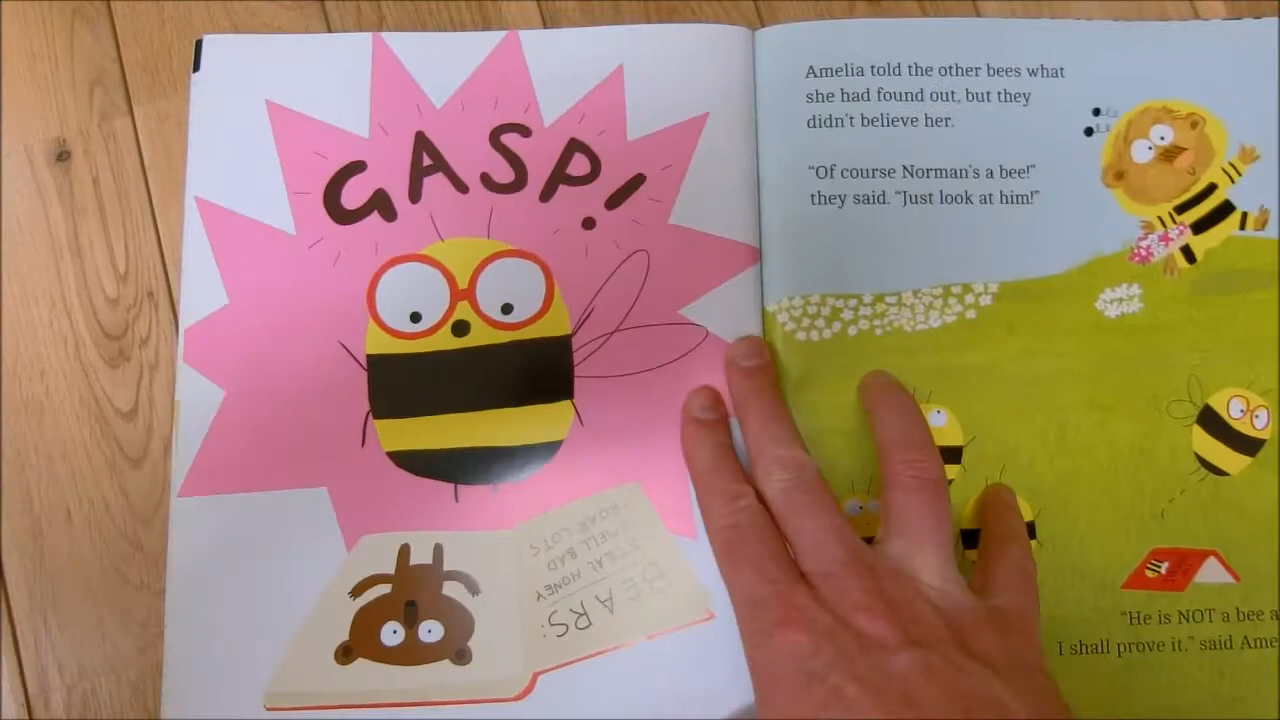 GASP!
BEARS:
STEAL HONEY
SMELL BAD
ROAR LOTS
Amelia told the other bees what
she had found out, but they
didn't believe her.
"Of course Norman's a bee!"
they said. "Just look at him!"
"He is NOT a bee a
I shall prove it," said Ame